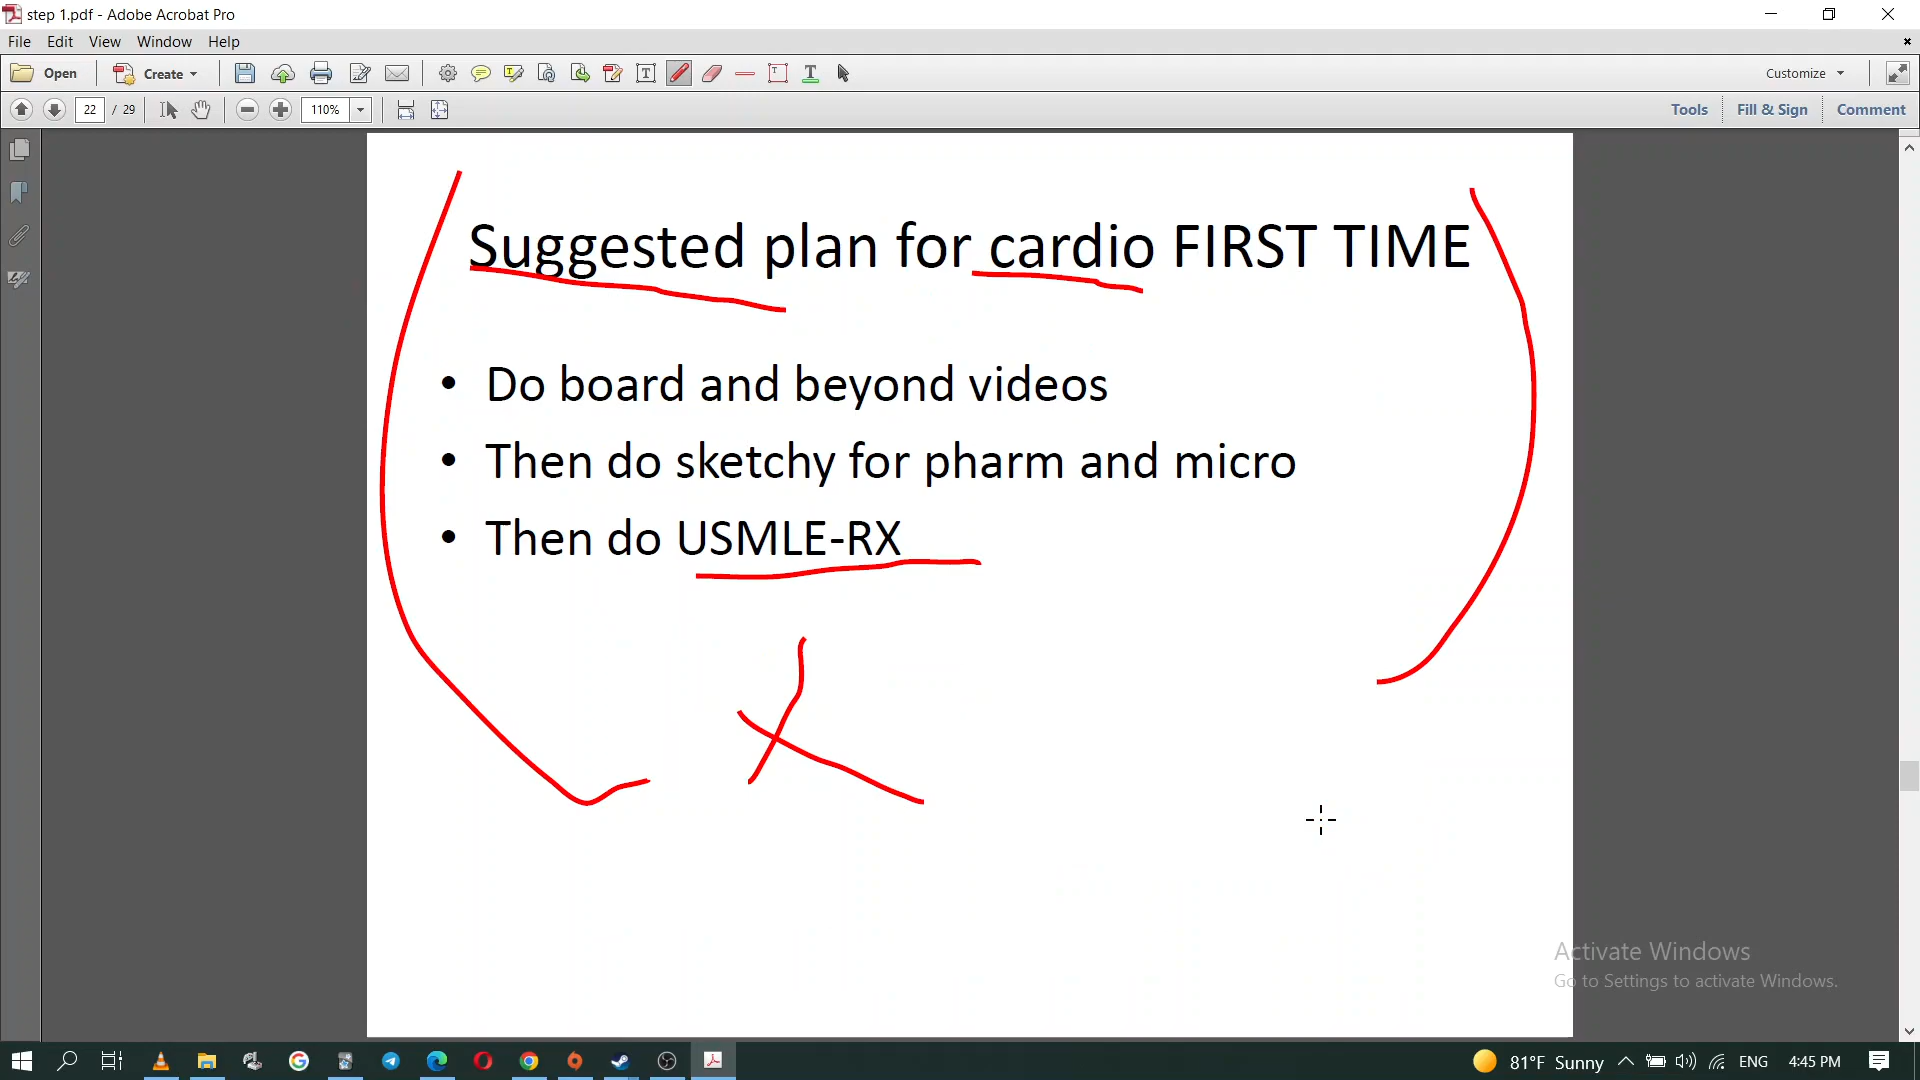 step 1.pdf - Adobe Acrobat Pro
File Edit View Window Help
Open Create Customize
22 / 29 110% Tools Fill & Sign Comment
Suggested plan for cardio FIRST TIME
• Do board and beyond videos
• Then do sketchy for pharm and micro
• Then do USMLE-RX
Activate Windows
Go to Settings to activate Windows.
81°F Sunny ENG 4:45 PM